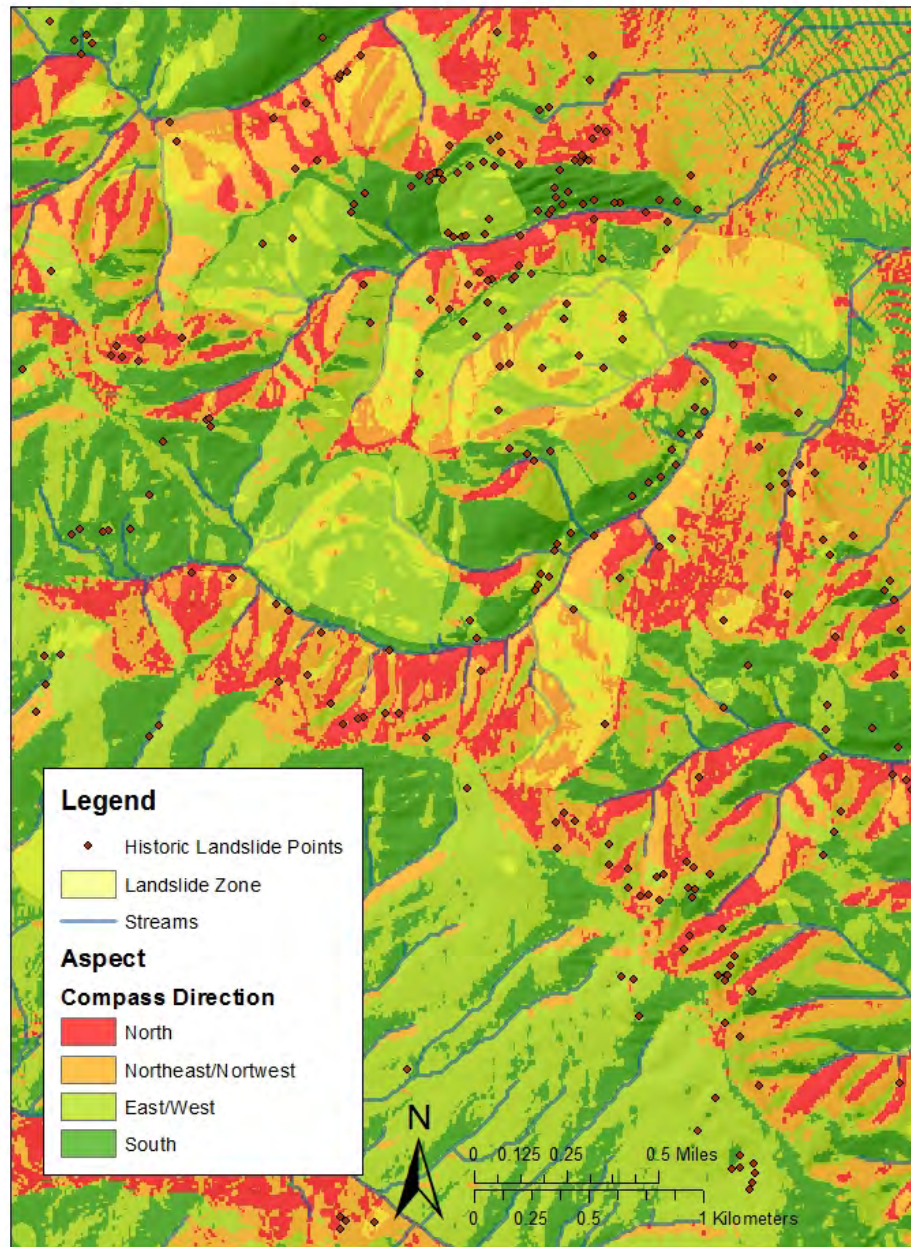 Legend
Historic Landslide Points
Landslide Zone
Streams
Aspect
Compass Direction
North
Northeast/Nortwest
East/West
South
N
0 0.125 0.25 0.5 Miles
0 0.25 0.5 1 Kilometers